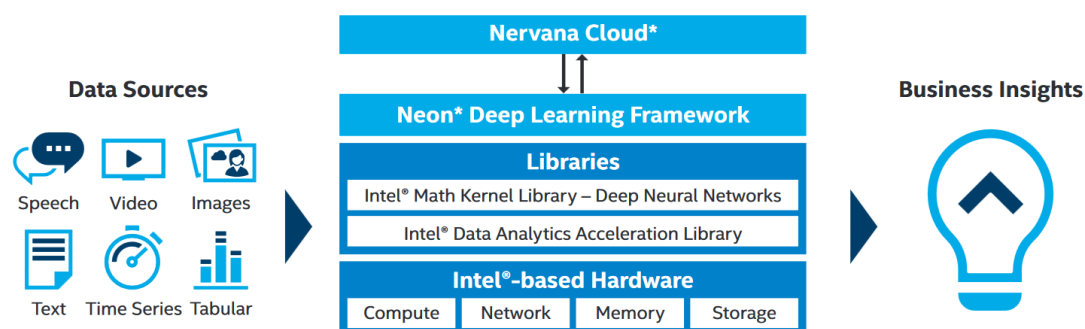 Nervana Cloud*
Data Sources
Business Insights
Neon* Deep Learning Framework
Libraries
Intel® Math Kernel Library – Deep Neural Networks
Intel® Data Analytics Acceleration Library
Intel®-based Hardware
Compute Network Memory Storage
Speech Video Images
Text Time Series Tabular